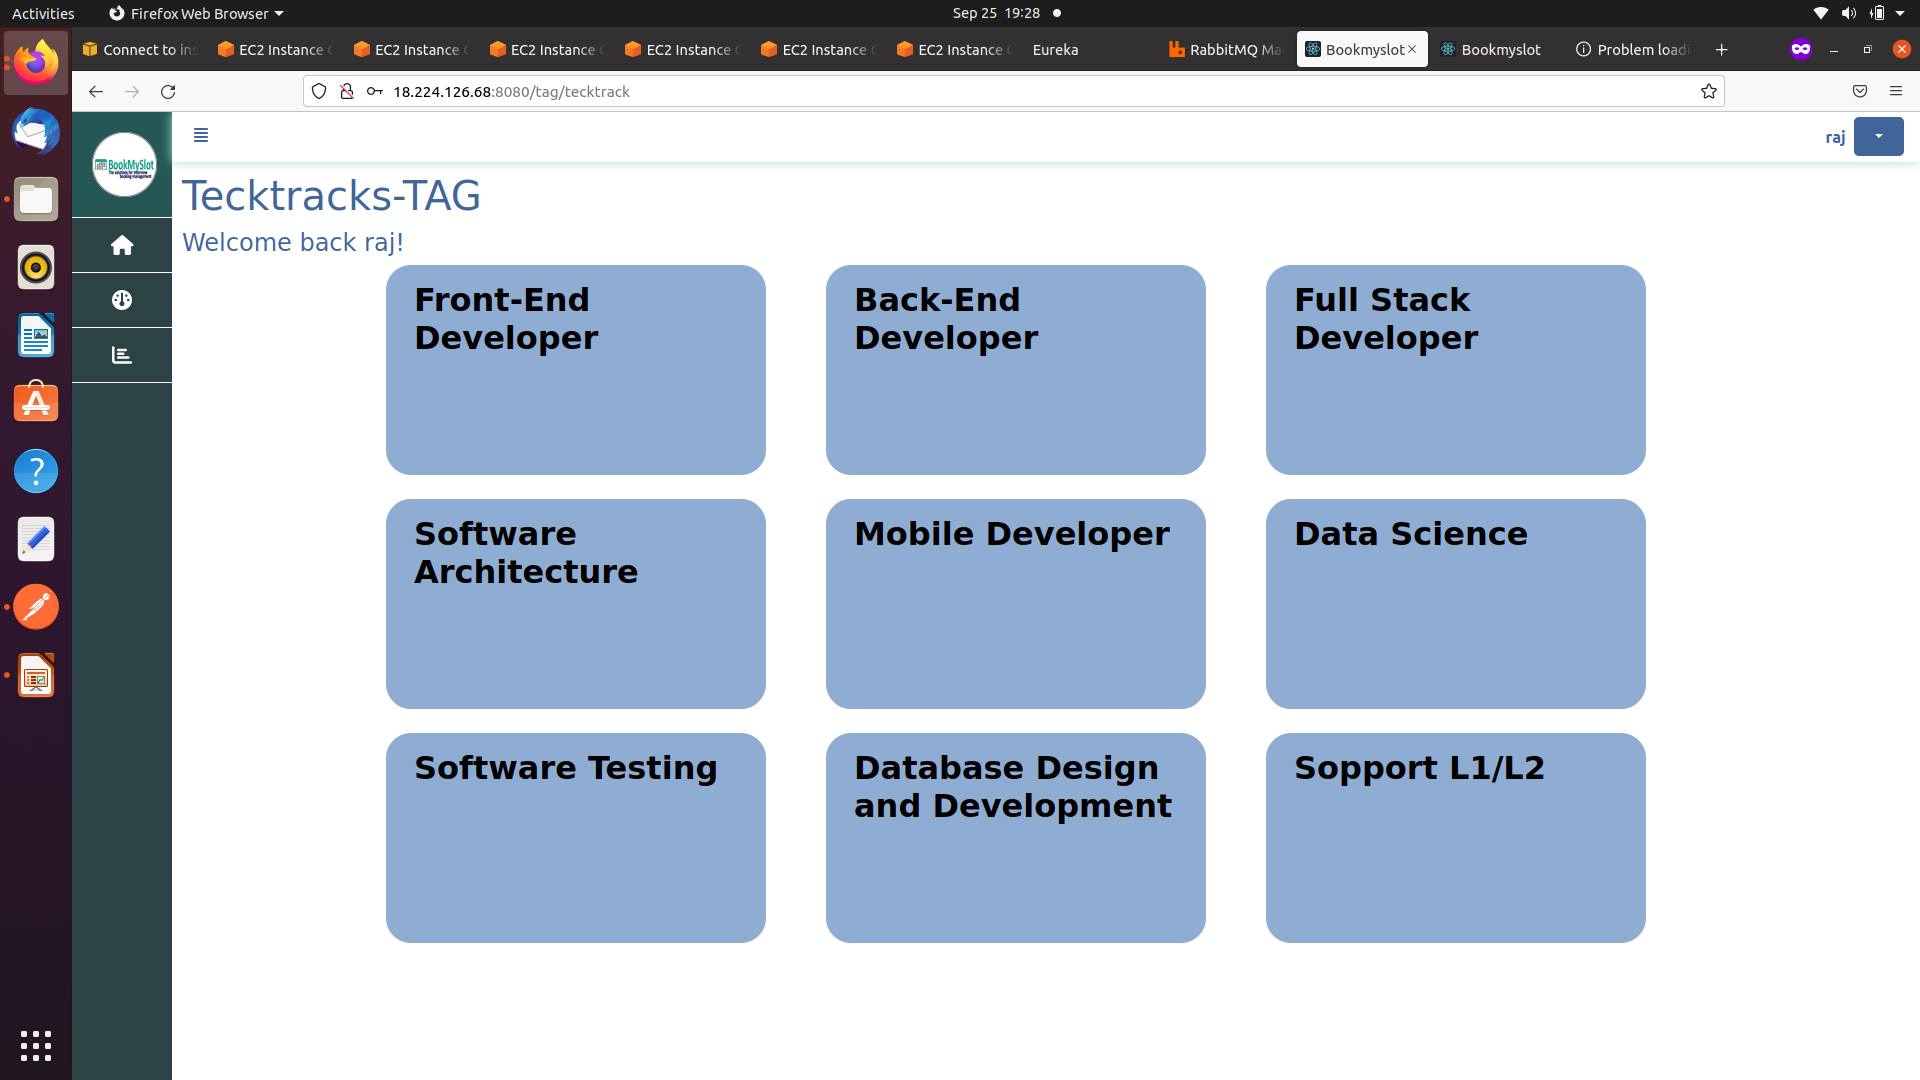 Activities
Firefox Web Browser
Sep 25 19:28
Connect to ins
EC2 Instance C
EC2 Instance C
EC2 Instance C
EC2 Instance C
EC2 Instance C
EC2 Instance C
Eureka
RabbitMQ Ma
Bookmyslot
Bookmyslot
Problem loadi
18.224.126.68:8080/tag/tecktrack
BookMySlot
raj
Tecktracks-TAG
Welcome back raj!
Front-End
Developer
Back-End
Developer
Full Stack
Developer
Software
Architecture
Mobile Developer
Data Science
Software Testing
Database Design
and Development
Sopport L1/L2